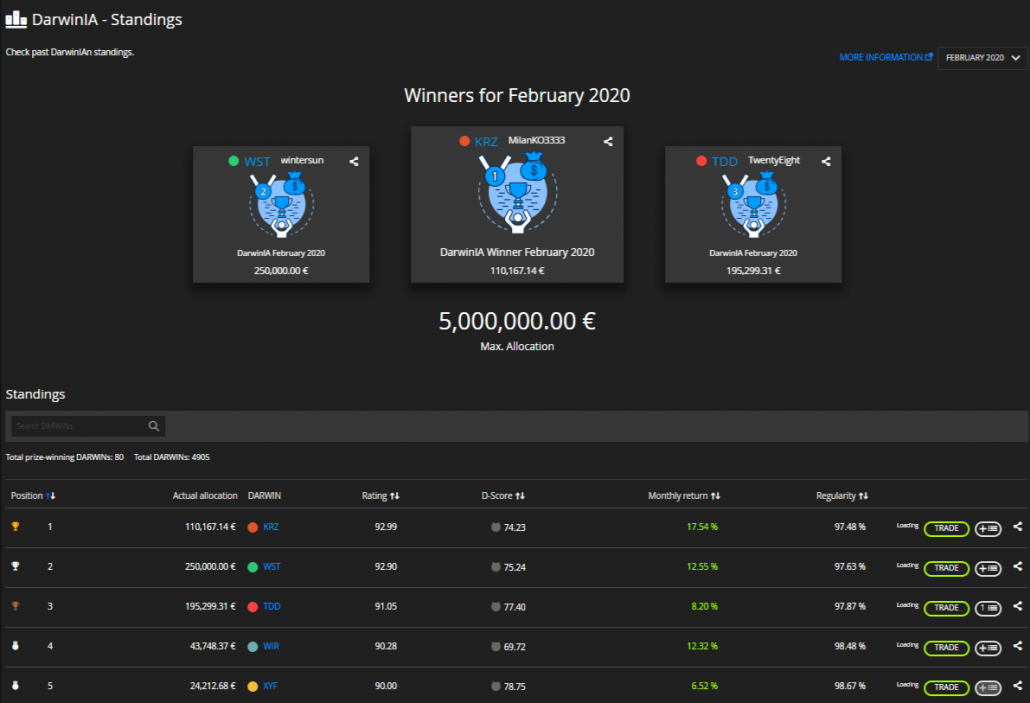 DarwinIA - Standings
Check past DarwinIAn standings.
MORE INFORMATION FEBRUARY 2020
Winners for February 2020
KRZ MilanKO3333
1
$
DarwinIA Winner February 2020
110,167.14 €
WST wintersun
2
$
DarwinIA February 2020
250,000.00 €
TDD TwentyEight
3
$
DarwinIA February 2020
195,299.31 €
5,000,000.00 €
Max. Allocation
Standings
Search DARWINs
Total prize-winning DARWINs: 80 Total DARWINs: 4905
Position Actual allocation DARWIN Rating D-Score Monthly return Regularity
1 110,167.14 € KRZ 92.99 74.23 17.54 % 97.48 % Loading TRADE +
2 250,000.00 € WST 92.90 75.24 12.55 % 97.63 % Loading TRADE +
3 195,299.31 € TDD 91.05 77.40 8.20 % 97.87 % Loading TRADE 1
4 43,748.37 € WIR 90.28 69.72 12.32 % 98.48 % Loading TRADE +
5 24,212.68 € XYF 90.00 78.75 6.52 % 98.67 % Loading TRADE +